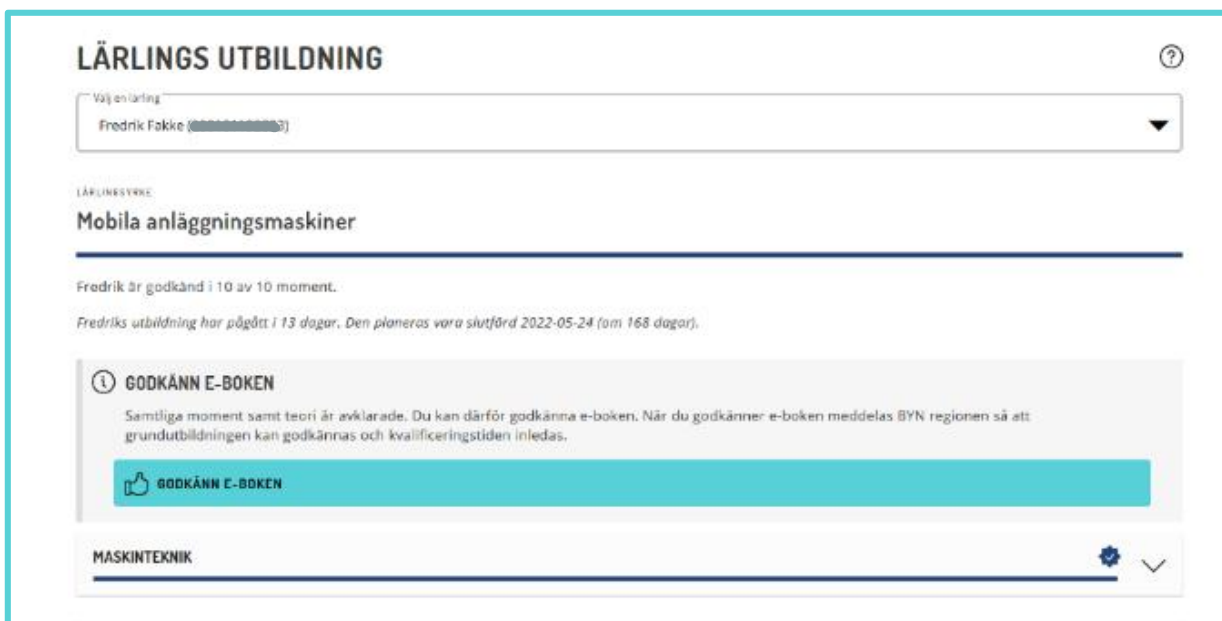 LÄRLINGS UTBILDNING
Välj en lärling
Fredrik Fakke (
LÄRLINGSYRKE
Mobila anläggningsmaskiner
Fredrik är godkänd i 10 av 10 moment.
Fredriks utbildning har pågått i 13 dagar. Den planeras vara slutförd 2022-05-24 (om 168 dagar).
GODKÄNN E-BOKEN
Samtliga moment samt teori är avklarade. Du kan därför godkänna e-boken. När du godkänner e-boken meddelas BYN regionen så att
grundutbildningen kan godkännas och kvalificeringstiden inledas.
GODKÄNN E-BOKEN
MASKINTEKNIK